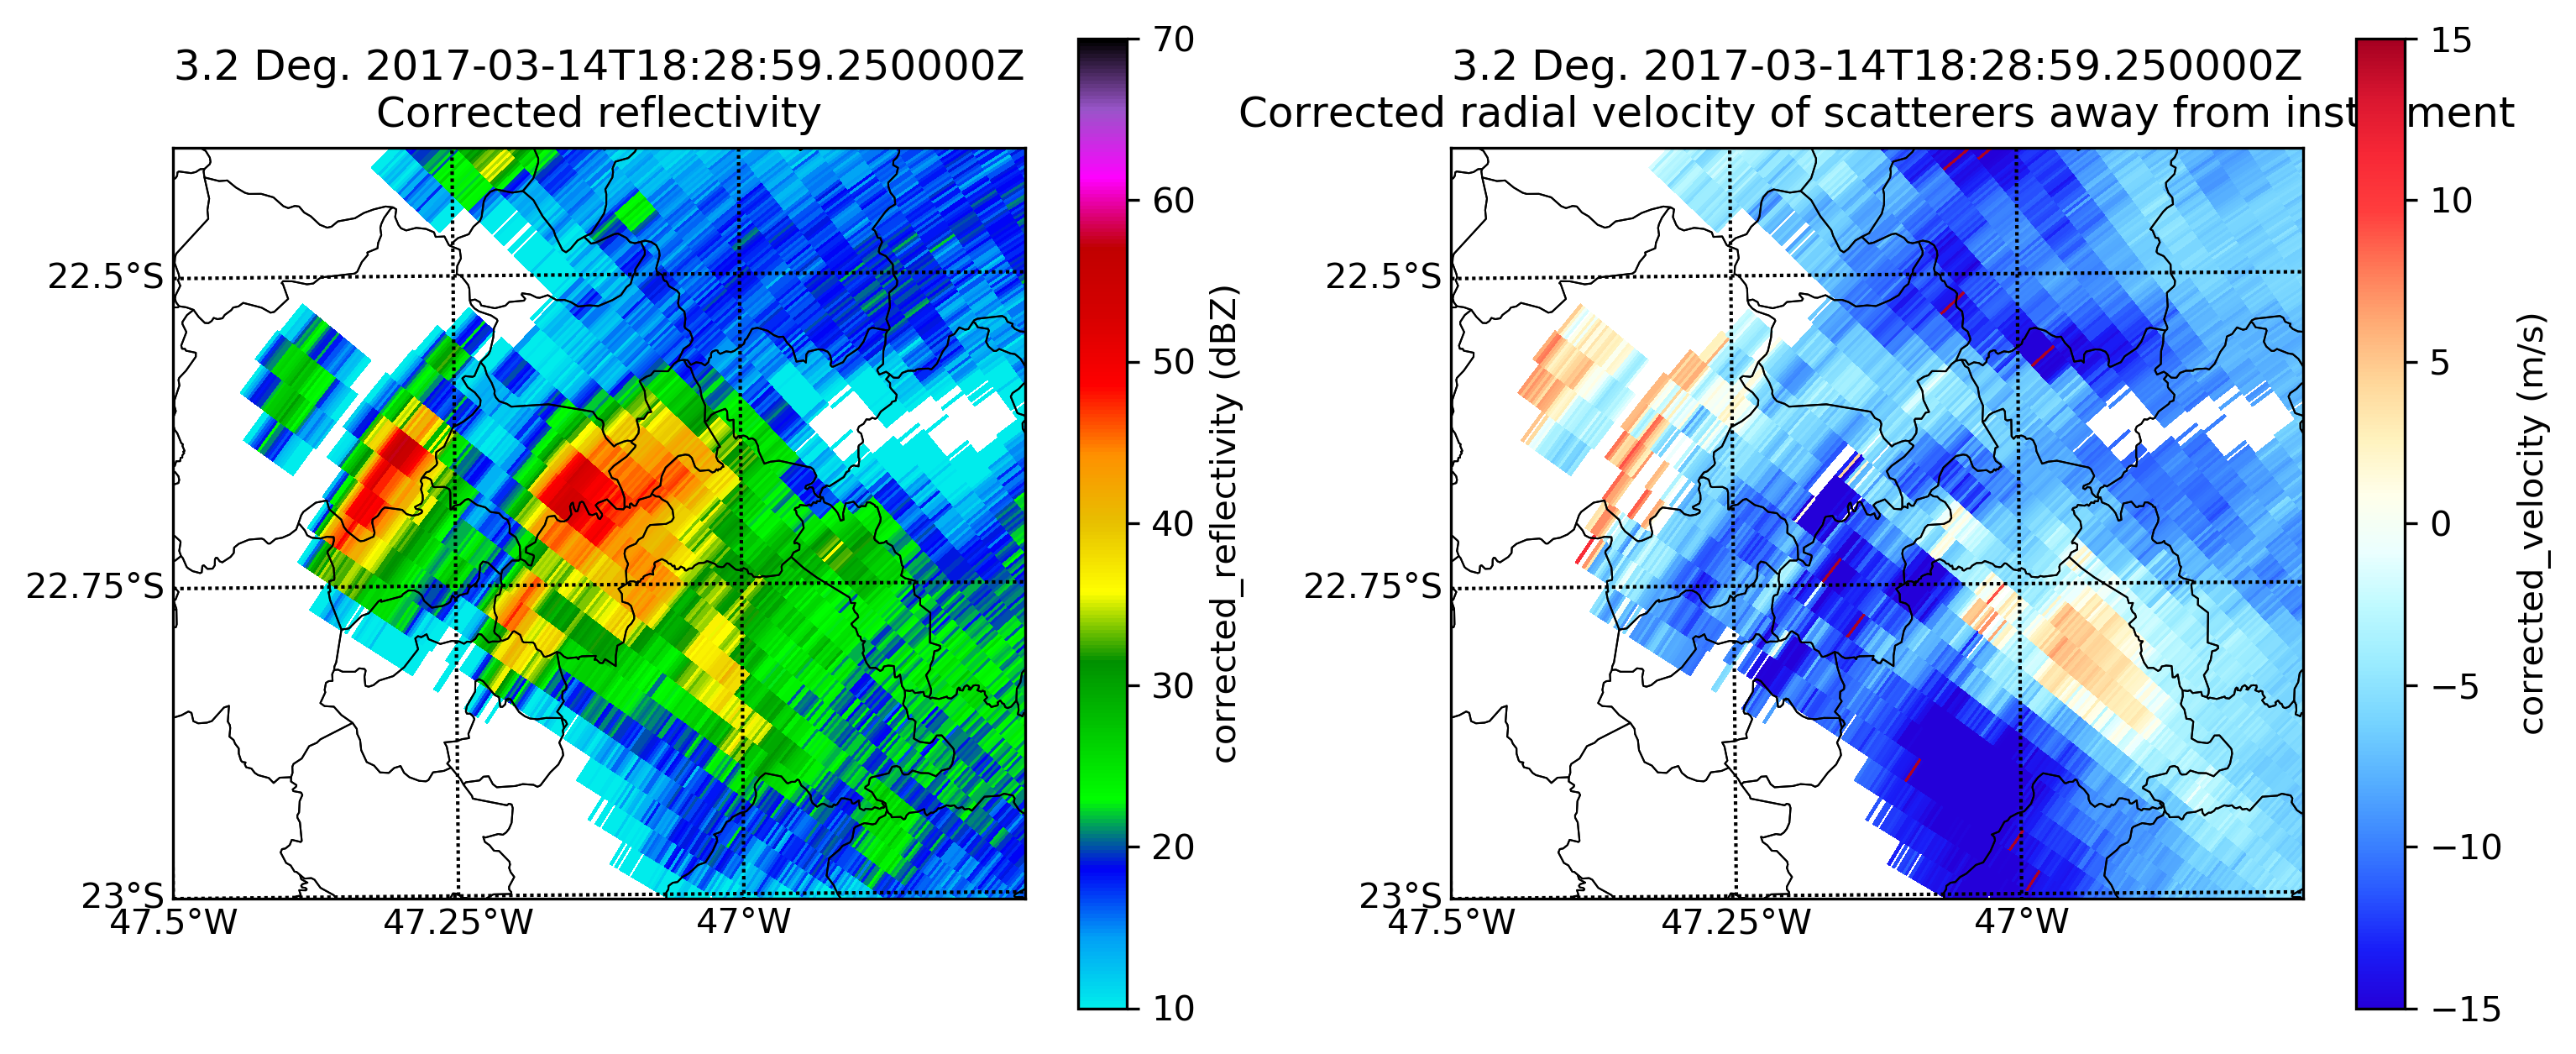 3.2 Deg. 2017-03-14T18:28:59.250000Z
Corrected reflectivity
22.5°S
22.75°S
23°S
47.5°W
47.25°W
47°W
70
60
50
40
30
20
10
corrected_reflectivity (dBZ)
3.2 Deg. 2017-03-14T18:28:59.250000Z
Corrected radial velocity of scatterers away from inst ment
22.5°S
22.75°S
23°S
47.5°W
47.25°W
47°W
15
10
5
0
−5
−10
−15
corrected_velocity (m/s)